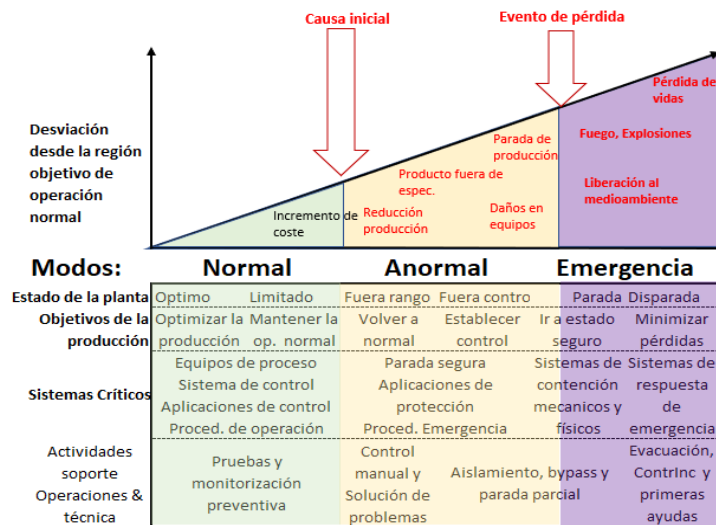 Causa inicial
Evento de pérdida
Desviación
desde la región
objetivo de
operación
normal
Incremento de
coste
Reducción
producción
Producto fuera de
espec.
Parada de
producción
Daños en
equipos
Pérdida de
vidas
Fuego, Explosiones
Liberación al
medioambiente
Modos: Normal Anormal Emergencia
Estado de la planta Optimo Limitado Fuera rango Fuera contro Parada Disparada
Objetivos de la
producción
Optimizar la
producción
Mantener la
op. normal
Volver a
normal
Establecer
control
Ir a estado
seguro
Minimizar
pérdidas
Sistemas Críticos
Equipos de proceso
Sistema de control
Aplicaciones de control
Proced. de operación
Parada segura
Aplicaciones de
protección
Proced. Emergencia
Sistemas de
contención
mecanicos y
físicos
Sistemas de
respuesta
de
emergencia
Actividades
soporte
Operaciones &
técnica
Pruebas y
monitorización
preventiva
Control
manual y
Solución de
problemas
Aislamiento, bypass y
parada parcial
Evacuación,
ContrInc y
primeras
ayudas